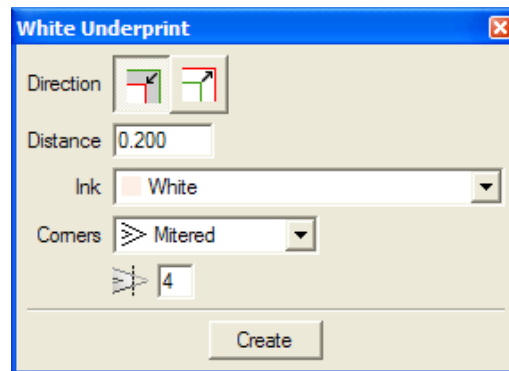 White Underprint
Direction
Distance 0.200
Ink White
Corners Mitered
4
Create